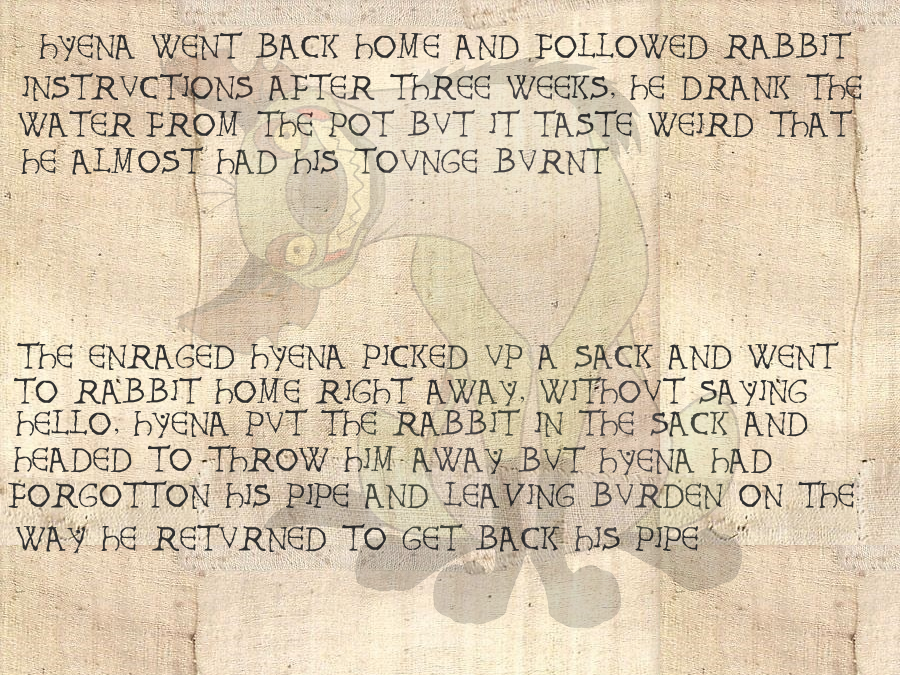 HYENA WENT BACK HOME AND FOLLOWED RABBIT
INSTRUCTIONS AFTER THREE WEEKS, HE DRANK THE
WATER FROM THE POT BUT IT TASTE WEIRD THAT
HE ALMOST HAD HIS TOUNGE BURNT
THE ENRAGED HYENA PICKED UP A SACK AND WENT
TO RABBIT HOME RIGHT AWAY, WITHOUT SAYING
HELLO, HYENA PUT THE RABBIT IN THE SACK AND
HEADED TO THROW HIM AWAY BUT HYENA HAD
FORGOTTON HIS PIPE AND LEAVING BURDEN ON THE
WAY HE RETURNED TO GET BACK HIS PIPE